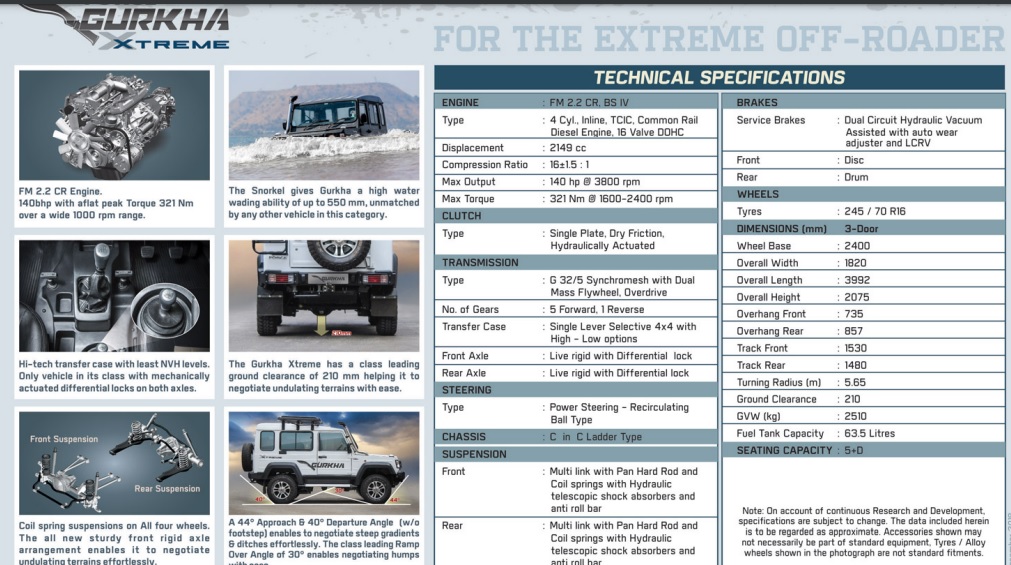 GURKHA
XTREME
FOR THE EXTREME OFF-ROADER
FM 2.2 CR Engine.
140bhp with aflat peak Torque 321 Nm
over a wide 1000 rpm range.
The Snorkel gives Gurkha a high water
wading ability of up to 550 mm, unmatched
by any other vehicle in this category.
Hi-tech transfer case with least NVH levels.
Only vehicle in its class with mechanically
actuated differential locks on both axles.
GURKHA
210mm
The Gurkha Xtreme has a class leading
ground clearance of 210 mm helping it to
negotiate undulating terrains with ease.
Front Suspension
Rear Suspension
Coil spring suspensions on All four wheels.
The all new sturdy front rigid axle
arrangement enables it to negotiate
undulating terrains effortlessly.
GURKHA
40°
44°
A 44° Approach & 40° Departure Angle (w/o
footstep) enables to negotiate steep gradients
& ditches effortlessly. The class leading Ramp
Over Angle of 30° enables negotiating humps
with ease.
TECHNICAL SPECIFICATIONS
ENGINE : FM 2.2 CR, BS IV
Type : 4 Cyl., Inline, TCIC, Common Rail
Diesel Engine, 16 Valve DOHC
Displacement : 2149 cc
Compression Ratio : 16±1.5 : 1
Max Output : 140 hp @ 3800 rpm
Max Torque : 321 Nm @ 1600-2400 rpm
CLUTCH
Type : Single Plate, Dry Friction,
Hydraulically Actuated
TRANSMISSION
Type : G 32/5 Synchromesh with Dual
Mass Flywheel, Overdrive
No. of Gears : 5 Forward, 1 Reverse
Transfer Case : Single Lever Selective 4x4 with
High - Low options
Front Axle : Live rigid with Differential lock
Rear Axle : Live rigid with Differential lock
STEERING
Type : Power Steering - Recirculating
Ball Type
CHASSIS : C in C Ladder Type
SUSPENSION
Front : Multi link with Pan Hard Rod and
Coil springs with Hydraulic
telescopic shock absorbers and
anti roll bar
Rear : Multi link with Pan Hard Rod and
Coil springs with Hydraulic
telescopic shock absorbers and
anti roll bar
BRAKES
Service Brakes : Dual Circuit Hydraulic Vacuum
Assisted with auto wear
adjuster and LCRV
Front : Disc
Rear : Drum
WHEELS
Tyres : 245 / 70 R16
DIMENSIONS (mm) 3-Door
Wheel Base : 2400
Overall Width : 1820
Overall Length : 3992
Overall Height : 2075
Overhang Front : 735
Overhang Rear : 857
Track Front : 1530
Track Rear : 1480
Turning Radius (m) : 5.65
Ground Clearance : 210
GVW (kg) : 2510
Fuel Tank Capacity : 63.5 Litres
SEATING CAPACITY : 5+D
Note: On account of continuous Research and Development,
specifications are subject to change. The data included herein
is to be regarded as approximate. Accessories shown may
not necessarily be part of standard equipment, Tyres / Alloy
wheels shown in the photograph are not standard fitments.